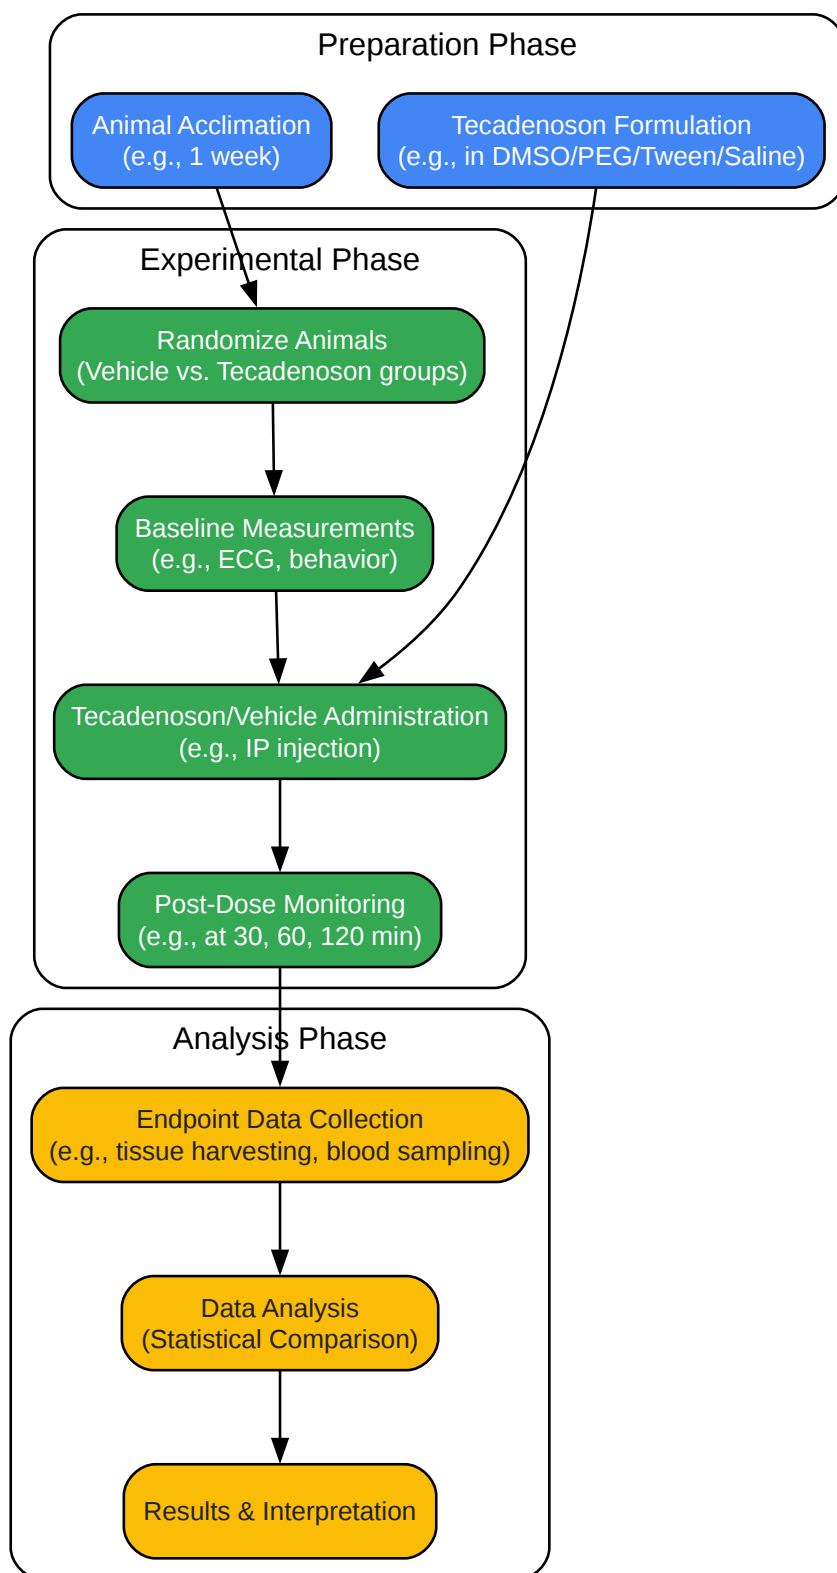 Preparation Phase
Animal Acclimation
(e.g., 1 week)
Tecadenoson Formulation
(e.g., in DMSO/PEG/Tween/Saline)
Experimental Phase
Randomize Animals
(Vehicle vs. Tecadenoson groups)
Baseline Measurements
(e.g., ECG, behavior)
Tecadenoson/Vehicle Administration
(e.g., IP injection)
Post-Dose Monitoring
(e.g., at 30, 60, 120 min)
Analysis Phase
Endpoint Data Collection
(e.g., tissue harvesting, blood sampling)
Data Analysis
(Statistical Comparison)
Results & Interpretation